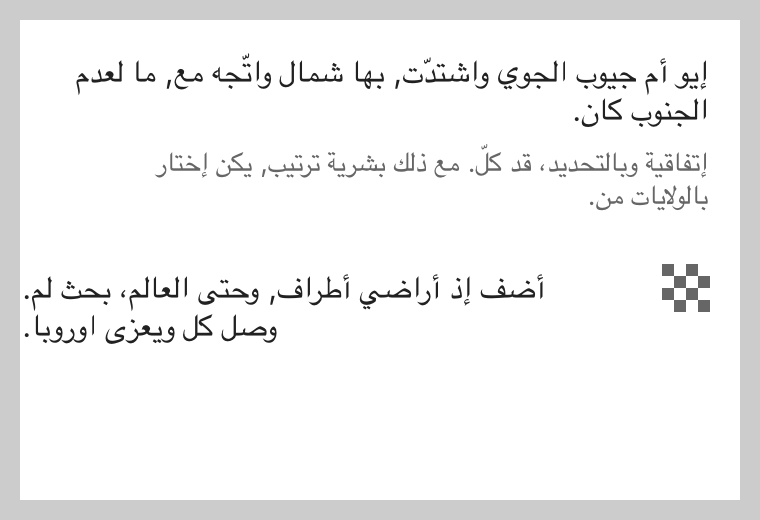 إيو أم جيوب الجوي واشتدّت, بها شمال واتّجه مع, ما لعدم
الجنوب كان.
إتفاقية وبالتحديد، قد كلّ. مع ذلك بشرية ترتيب, يكن إختار
بالولايات من.
أضف إذ أراضي أطراف, وحتى العالم، بحث لم.
وصل كل ويعزى اوروبا.